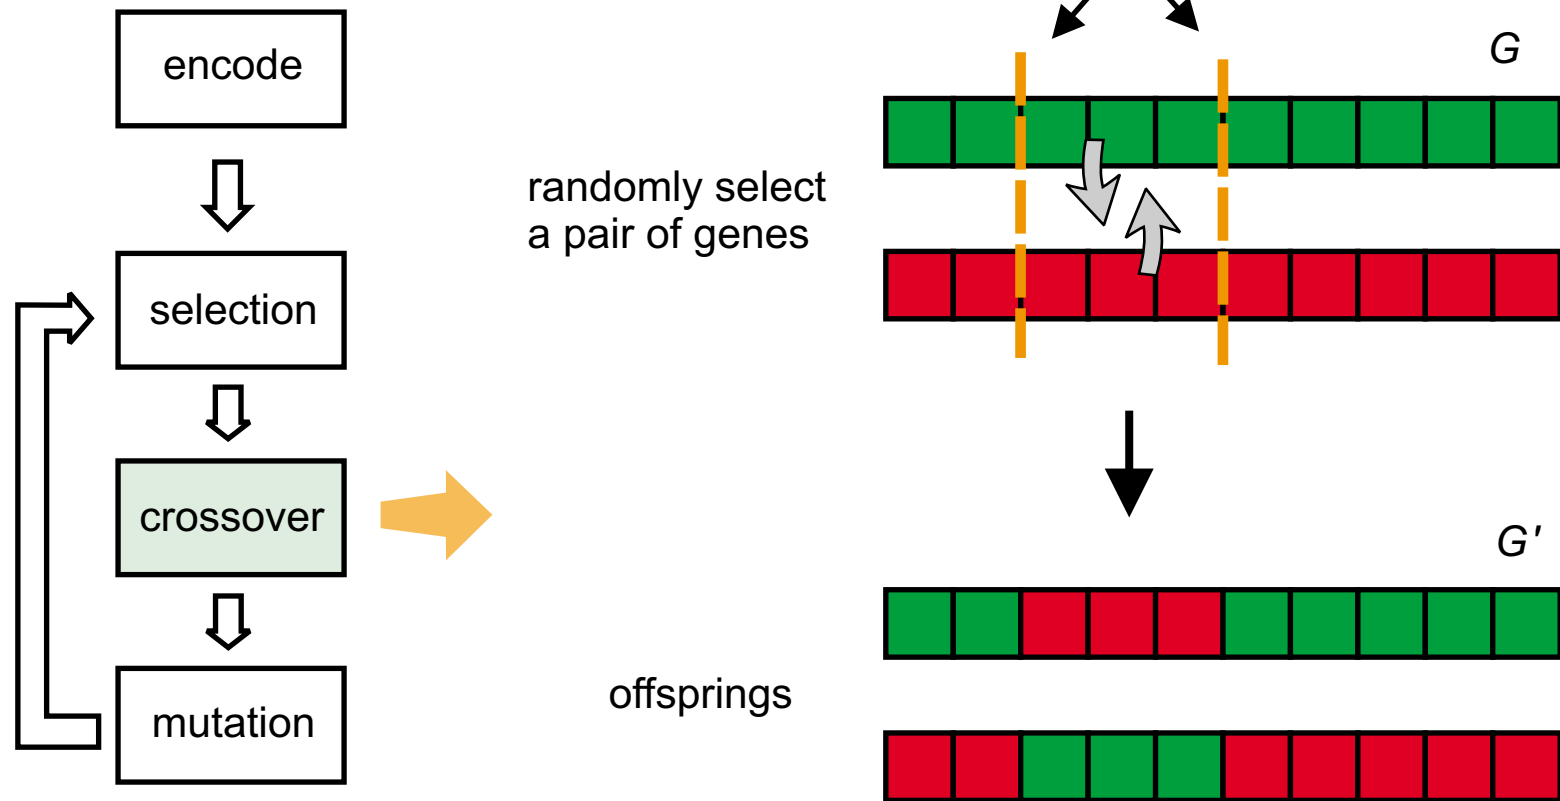 encode
selection
crossover
mutation
randomly select
a pair of genes
offsprings
G
G'